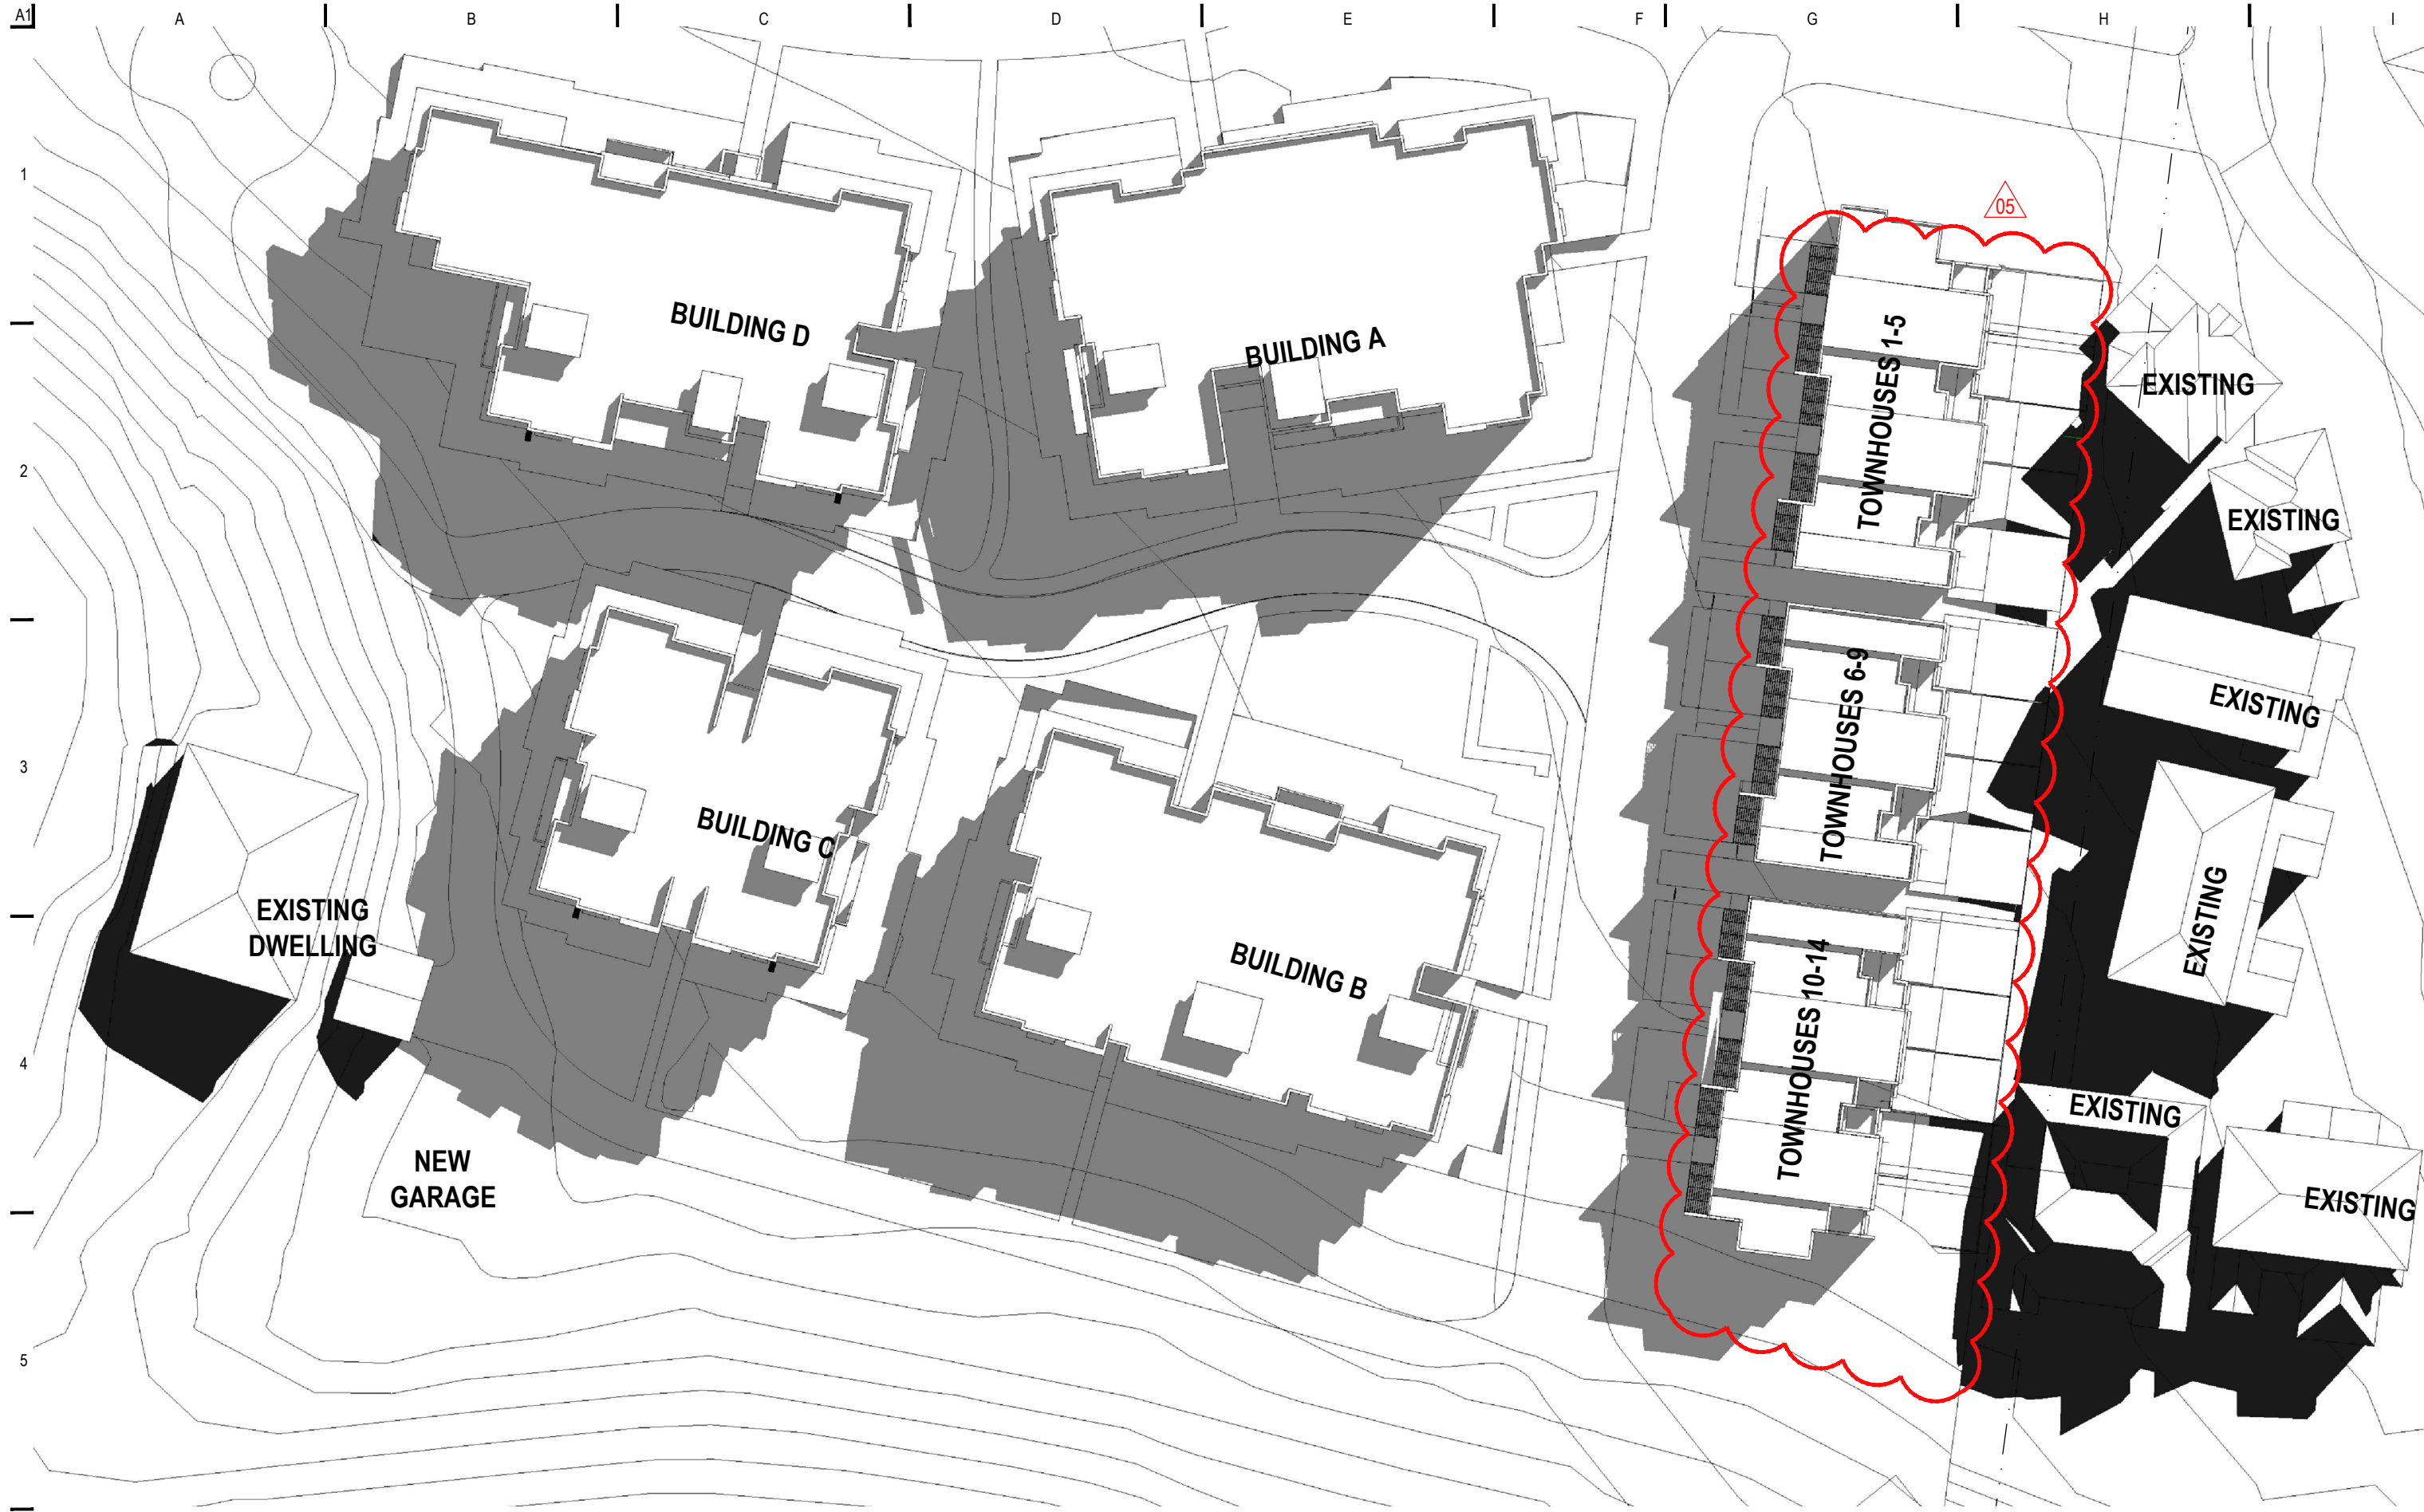 A1
A
B
C
D
E
F
G
H
I
1
2
3
4
5
05
BUILDING D
BUILDING A
TOWNHOUSES 1-5
EXISTING
EXISTING
TOWNHOUSES 6-9
EXISTING
BUILDING C
EXISTING
DWELLING
BUILDING B
TOWNHOUSES 10-14
EXISTING
EXISTING
NEW
GARAGE
EXISTING